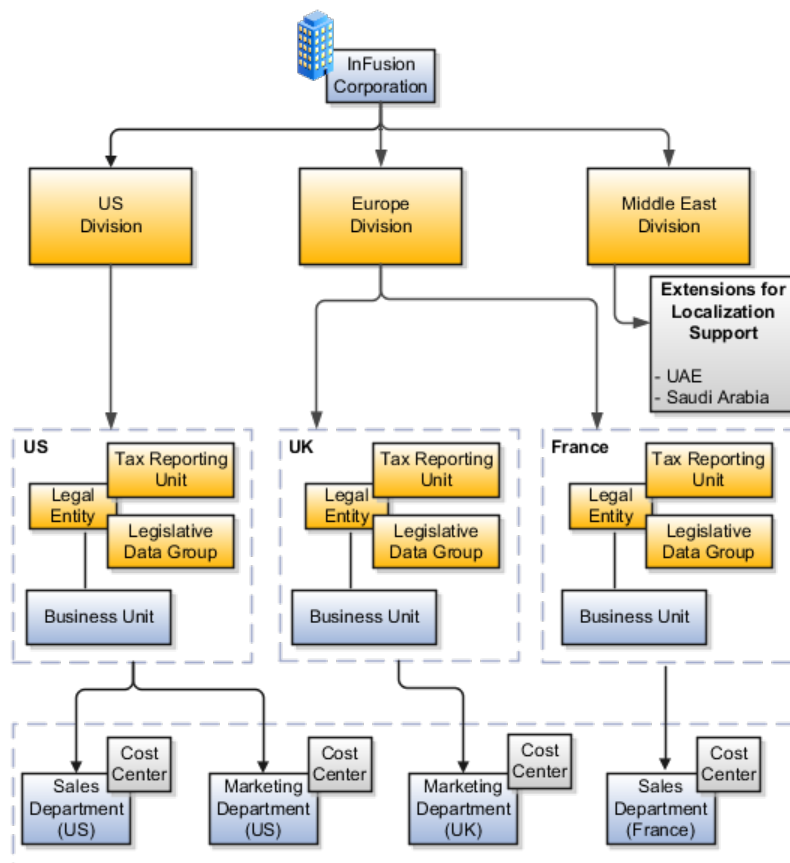 InFusion
Corporation
US
Division
Europe
Division
Middle East
Division
Extensions for
Localization
Support
- UAE
- Saudi Arabia
US
Tax Reporting
Unit
Legal
Entity
Legislative
Data Group
Business Unit
UK
Tax Reporting
Unit
Legal
Entity
Legislative
Data Group
Business Unit
France
Tax Reporting
Unit
Legal
Entity
Legislative
Data Group
Business Unit
Cost
Center
Sales
Department
(US)
Cost
Center
Marketing
Department
(US)
Cost
Center
Marketing
Department
(UK)
Cost
Center
Sales
Department
(France)